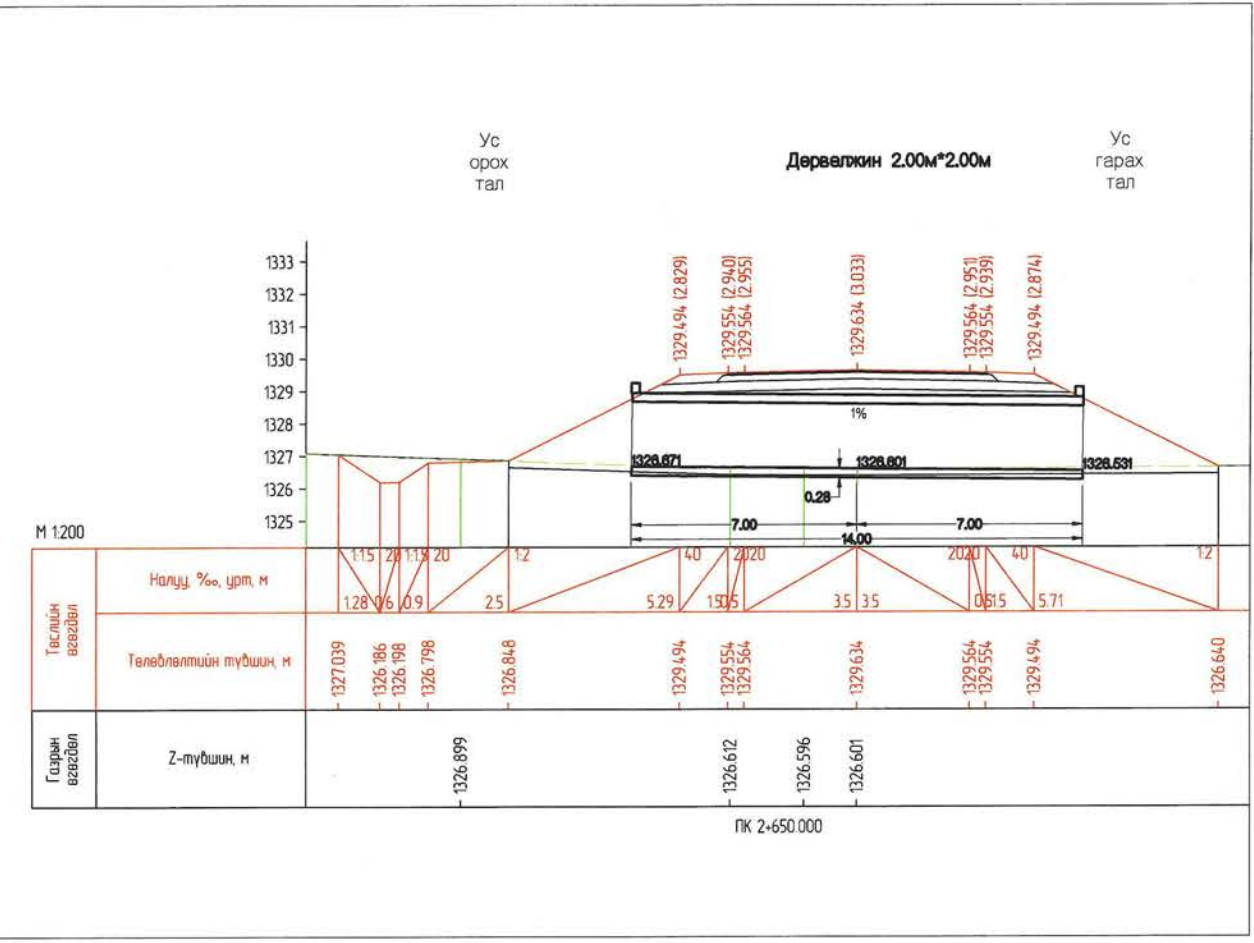 Ус
орох
тал
Дөрвөлжин 2.00м*2.00м
Ус
гарах
тал
1329.494 (2.829)
1329.554 (2.940)
1329.564 (2.955)
1329.634 (3.033)
1329.564 (2.951)
1329.554 (2.939)
1329.494 (2.874)
1333
1332
1331
1330
1329
1328
1327
1326
1325
1%
1326.671
1326.601
1326.531
0.28
7.00
7.00
14.00
М 1:200
Төслийн өгөгдөл
Налуу, ‰, урт, м
1:1.5 20 1:1.5 20 1:2 40 20 20 20 20 40 1:2
1.28 0.6 0.9 2.5 5.29 1.5 0.5 3.5 3.5 0.5 1.5 5.71
Төлөвлөлтийн түвшин, м
1327.039
1326.186
1326.198
1326.798
1326.848
1329.494
1329.554
1329.564
1329.634
1329.564
1329.554
1329.494
1326.640
Газрын өгөгдөл
Z-түвшин, м
1326.899
1326.612
1326.596
1326.601
ПК 2+650.000